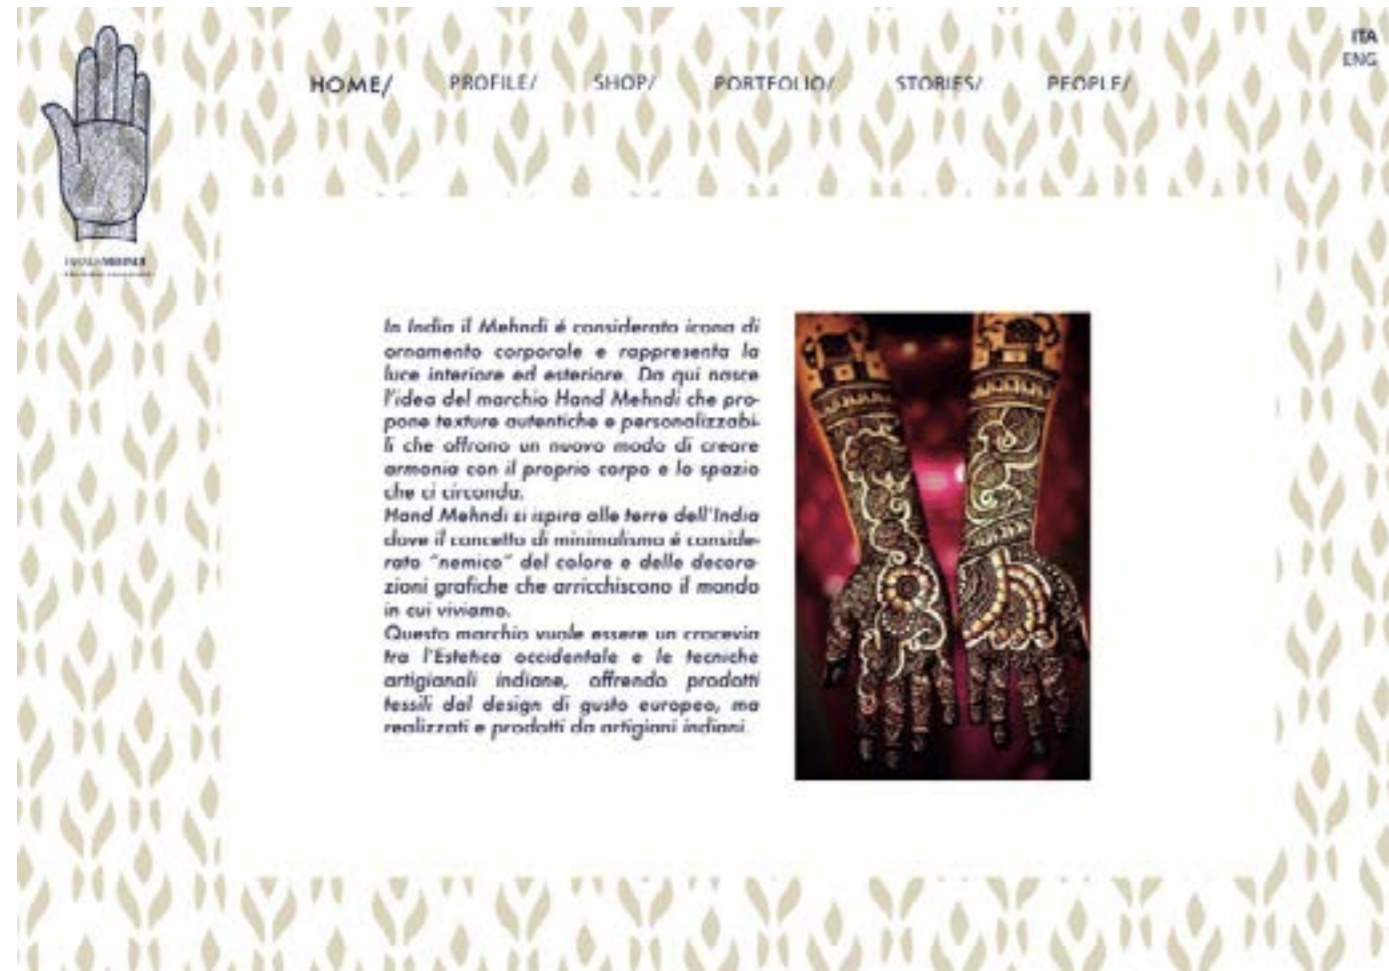 ITA
ENG
HOME/
PROFILE/
SHOP/
PORTFOLIO/
STORIES/
PEOPLE/
In India il Mehndi é considerato icona di
ornamento corporale e rappresenta la
luce interiore ed esteriore. Da qui nasce
l'idea del marchio Hand Mehndi che pro-
pone texture autentiche e personalizzabi-
li che offrono un nuovo modo di creare
armonia con il proprio corpo e lo spazio
che ci circonda.
Hand Mehndi si ispira alle terre dell'India
dove il concetto di minimalismo é conside-
rato "nemico" del colore e delle decora-
zioni grafiche che arricchiscono il mondo
in cui viviamo.
Questo marchio vuole essere un crocevia
tra l'Estetica occidentale e le tecniche
artigianali indiane, offrendo prodotti
tessili dal design di gusto europeo, ma
realizzati e prodotti da artigiani indiani.